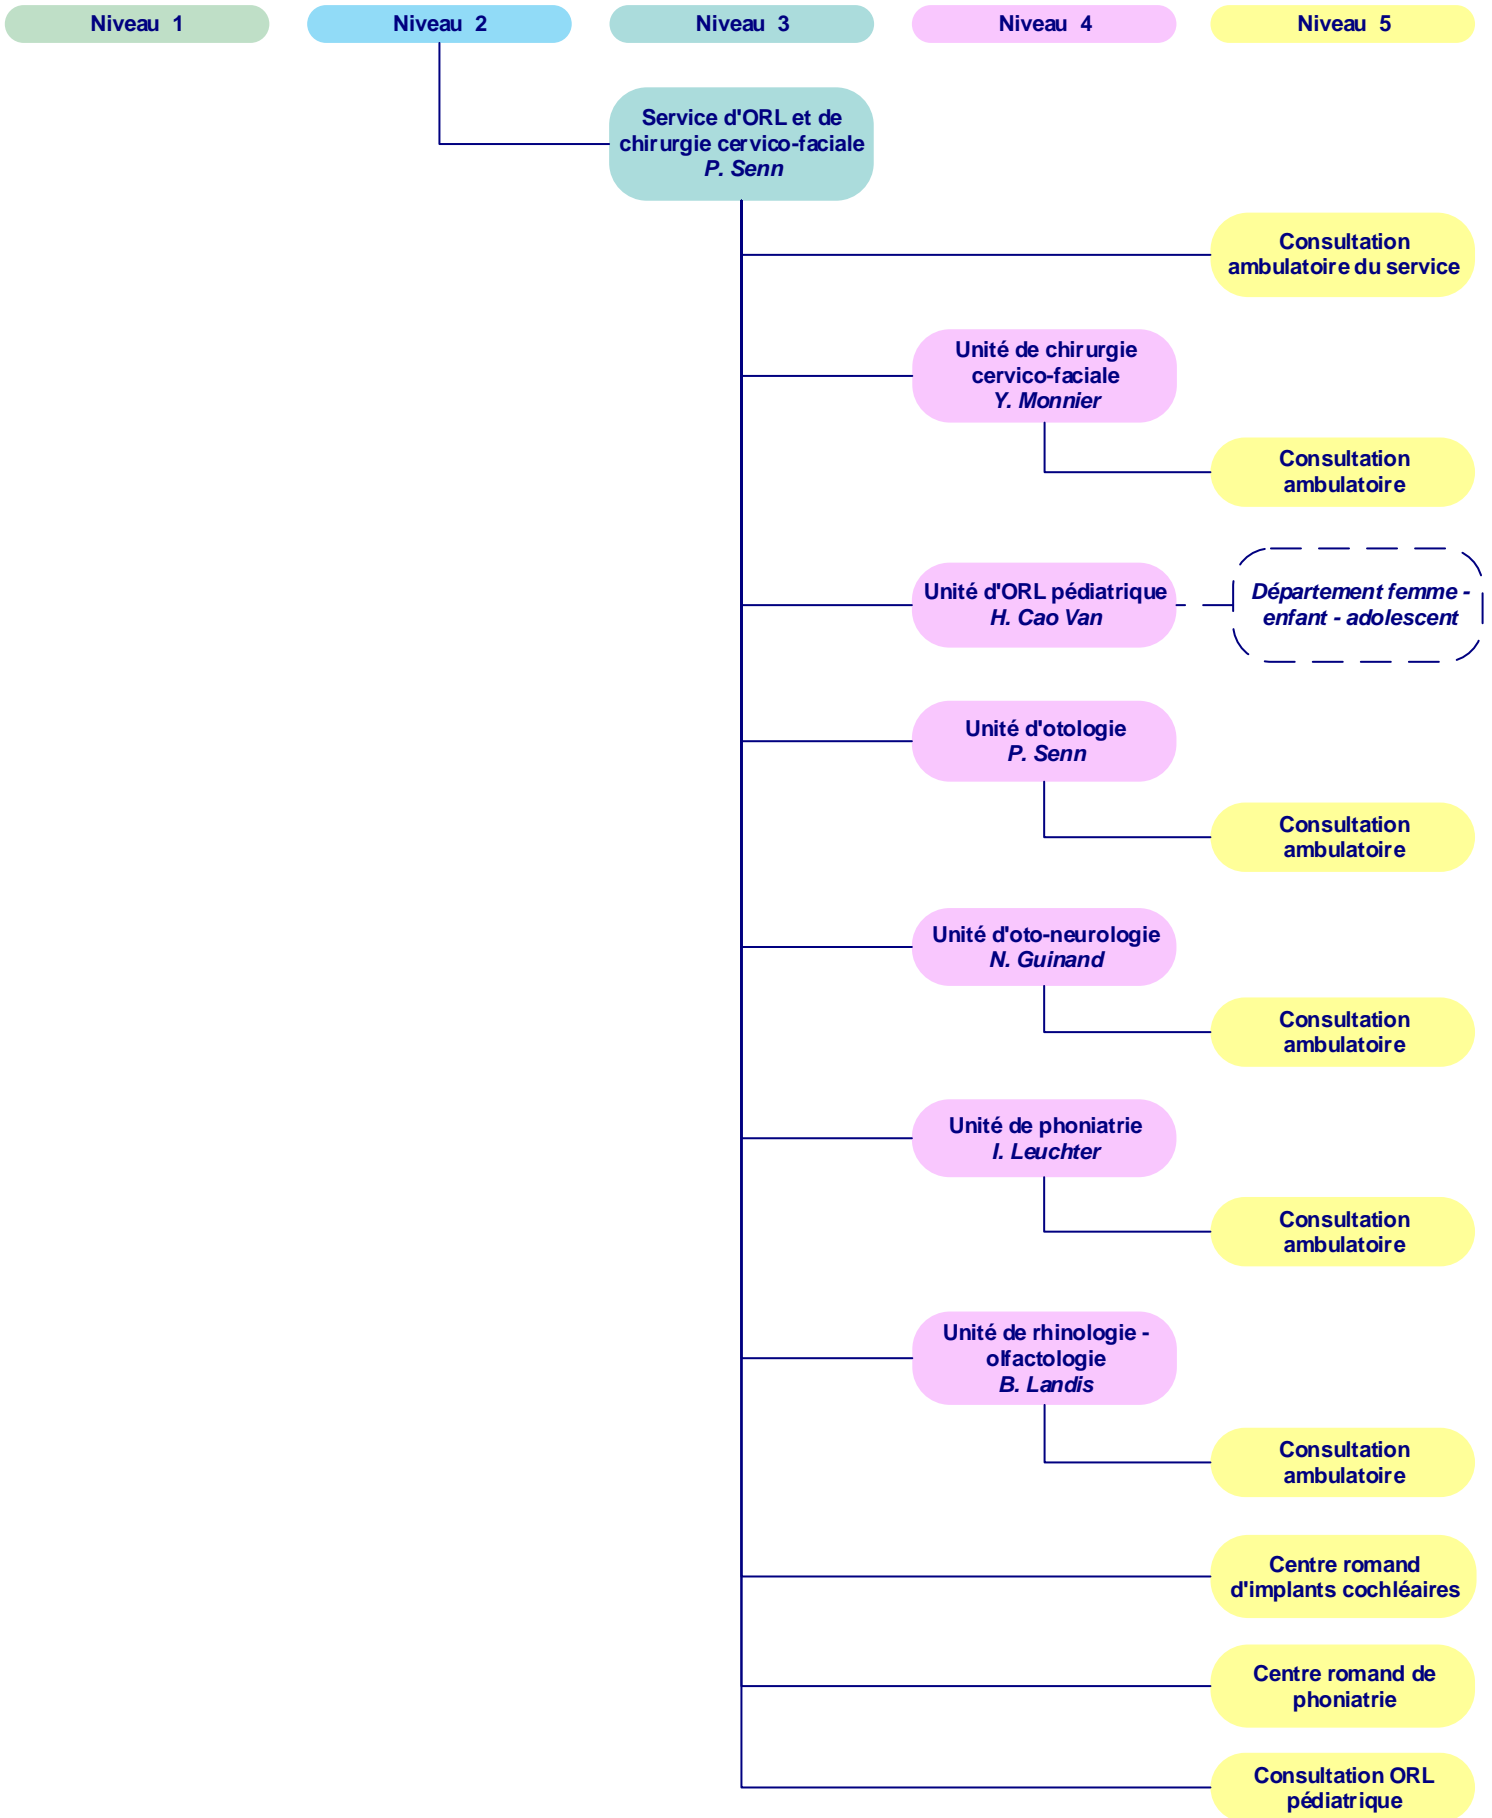 Niveau 1
Niveau 2
Niveau 3
Niveau 4
Niveau 5
Service d'ORL et de
chirurgie cervico-faciale
P. Senn
Consultation
ambulatoire du service
Unité de chirurgie
cervico-faciale
Y. Monnier
Consultation
ambulatoire
Unité d'ORL pédiatrique
H. Cao Van
Département femme -
enfant - adolescent
Unité d'otologie
P. Senn
Consultation
ambulatoire
Unité d'oto-neurologie
N. Guinand
Consultation
ambulatoire
Unité de phoniatrie
I. Leuchter
Consultation
ambulatoire
Unité de rhinologie -
olfactologie
B. Landis
Consultation
ambulatoire
Centre romand
d'implants cochléaires
Centre romand de
phoniatrie
Consultation ORL
pédiatrique